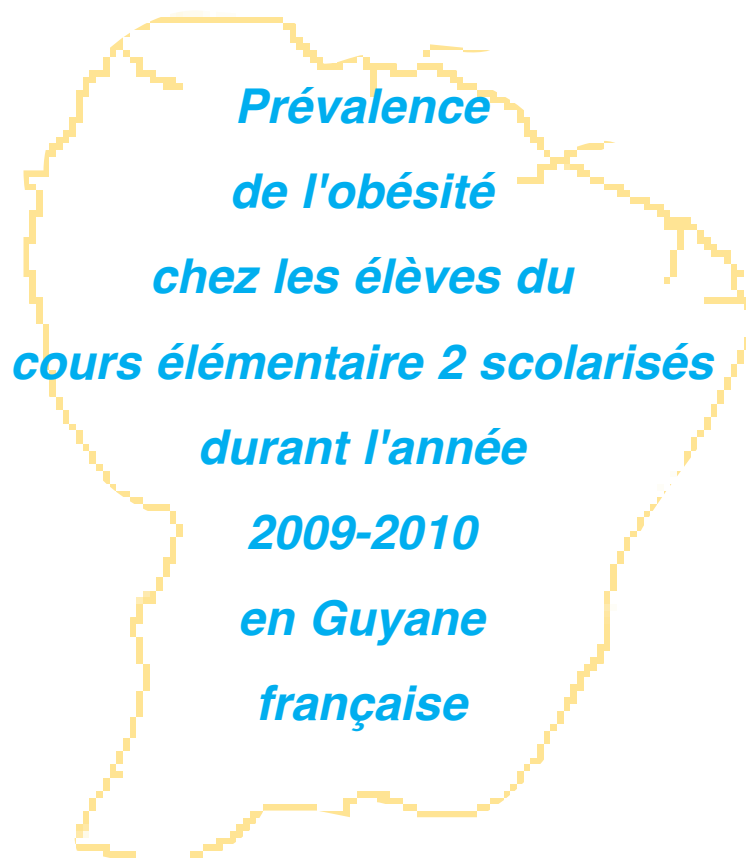 Prévalence
de l'obésité
chez les élèves du
cours élémentaire 2 scolarisés
durant l'année
2009-2010
en Guyane
française